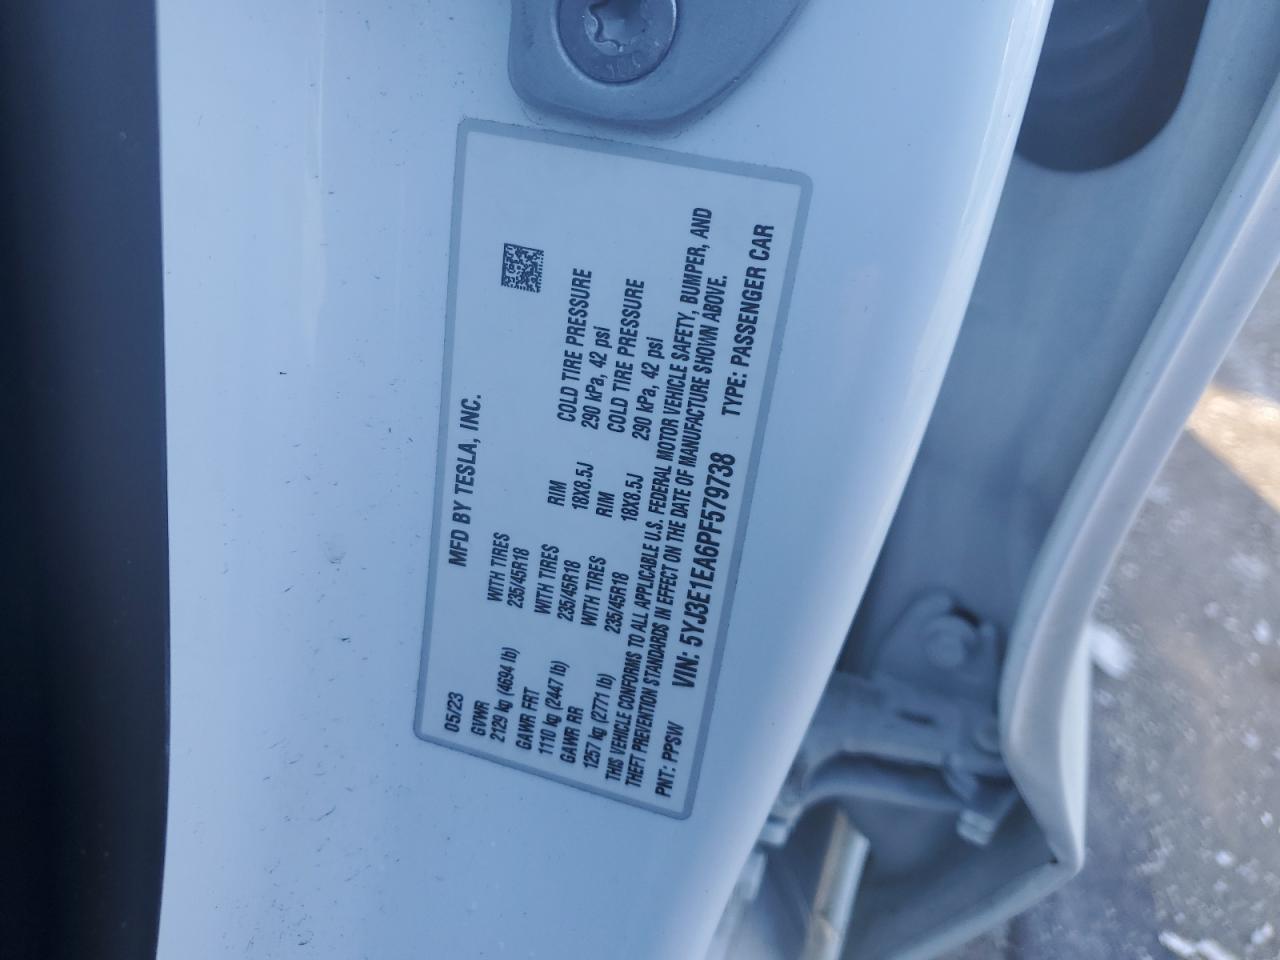 MFD BY TESLA, INC.
05/23
GVWR
2129 kg (4694 lb)
GAWR FRT WITH TIRES RIM COLD TIRE PRESSURE
1110 kg (2447 lb) 235/45R18 18X8.5J 290 kPa, 42 psi
GAWR RR WITH TIRES RIM COLD TIRE PRESSURE
1257 kg (2771 lb) 235/45R18 18X8.5J 290 kPa, 42 psi
WITH TIRES
235/45R18
THIS VEHICLE CONFORMS TO ALL APPLICABLE U.S. FEDERAL MOTOR VEHICLE SAFETY, BUMPER, AND
THEFT PREVENTION STANDARDS IN EFFECT ON THE DATE OF MANUFACTURE SHOWN ABOVE.
PNT: PPSW VIN: 5YJ3E1EA6PF579738 TYPE: PASSENGER CAR